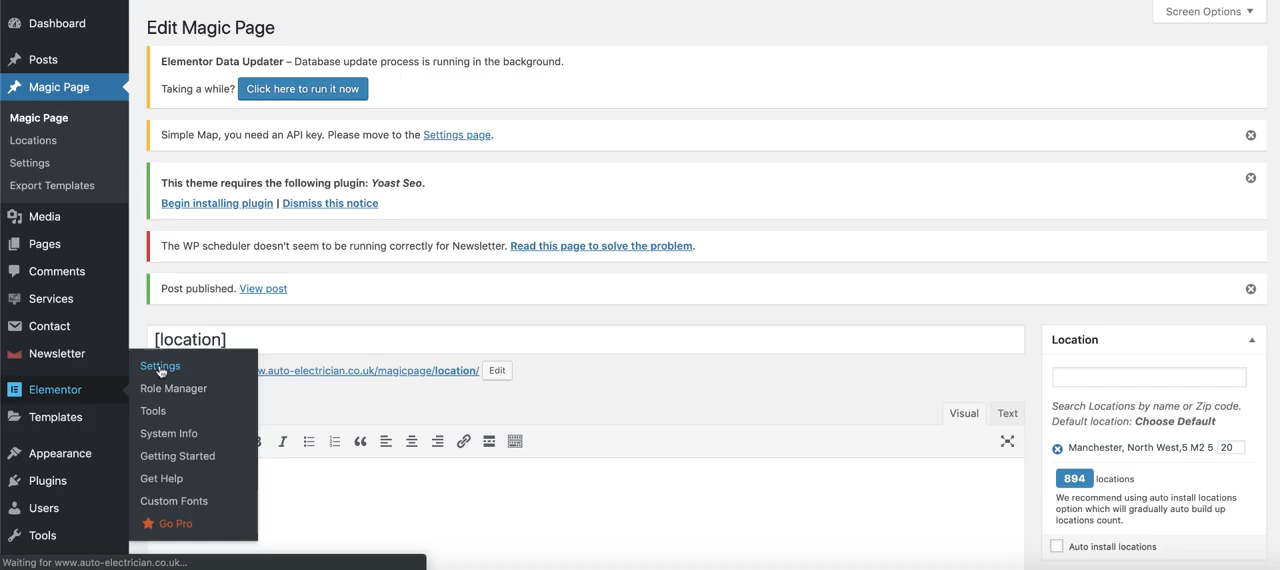 Dashboard
Posts
Magic Page
Magic Page
Locations
Settings
Export Templates
Media
Pages
Comments
Services
Contact
Newsletter
Elementor
Templates
Appearance
Plugins
Users
Tools
Settings
Role Manager
Tools
System Info
Getting Started
Get Help
Custom Fonts
Go Pro
Screen Options
Edit Magic Page
Elementor Data Updater – Database update process is running in the background.
Taking a while? Click here to run it now
Simple Map, you need an API key. Please move to the Settings page.
This theme requires the following plugin: Yoast Seo.
Begin installing plugin | Dismiss this notice
The WP scheduler doesn't seem to be running correctly for Newsletter. Read this page to solve the problem.
Post published. View post
[location]
w.auto-electrician.co.uk/magicpage/location/ Edit
Visual Text
Location
Search Locations by name or Zip code.
Default location: Choose Default
Manchester, North West,5 M2 5 20
894 locations
We recommend using auto install locations
option which will gradually auto build up
locations count.
Auto install locations
Waiting for www.auto-electrician.co.uk...